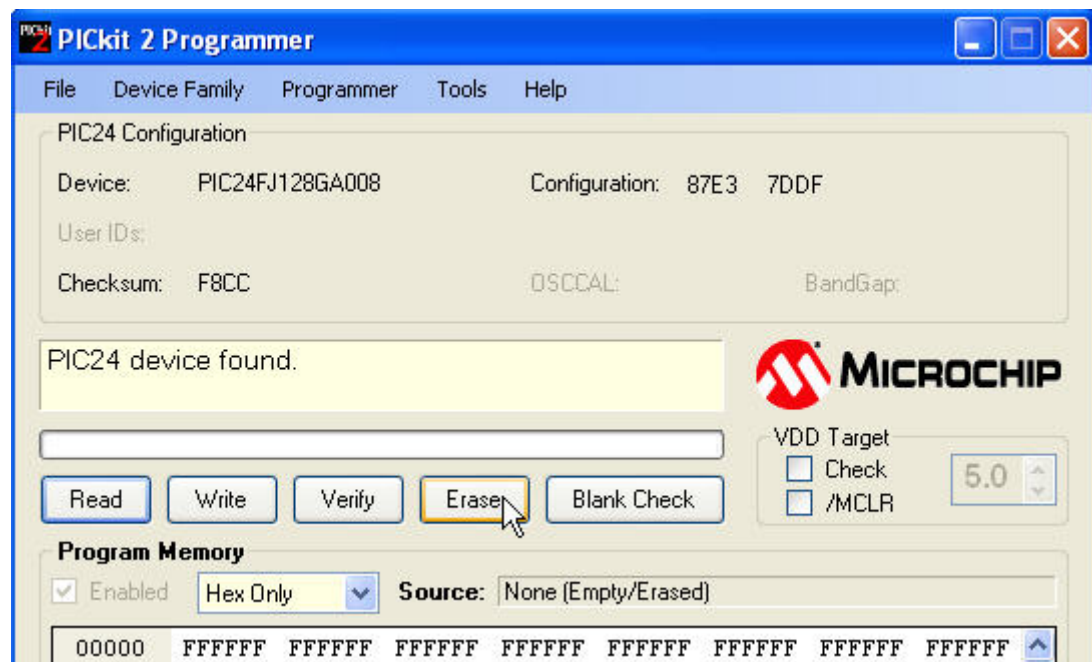 PICkit 2 Programmer
File Device Family Programmer Tools Help
PIC24 Configuration
Device: PIC24FJ128GA008 Configuration: 87E3 7DDF
User IDs:
Checksum: F8CC OSCCAL: BandGap:
PIC24 device found.
MICROCHIP
VDD Target
Check
5.0
/MCLR
Read Write Verify Erase Blank Check
Program Memory
Enabled Hex Only Source: None (Empty/Erased)
00000 FFFFFF FFFFFF FFFFFF FFFFFF FFFFFF FFFFFF FFFFFF FFFFFF